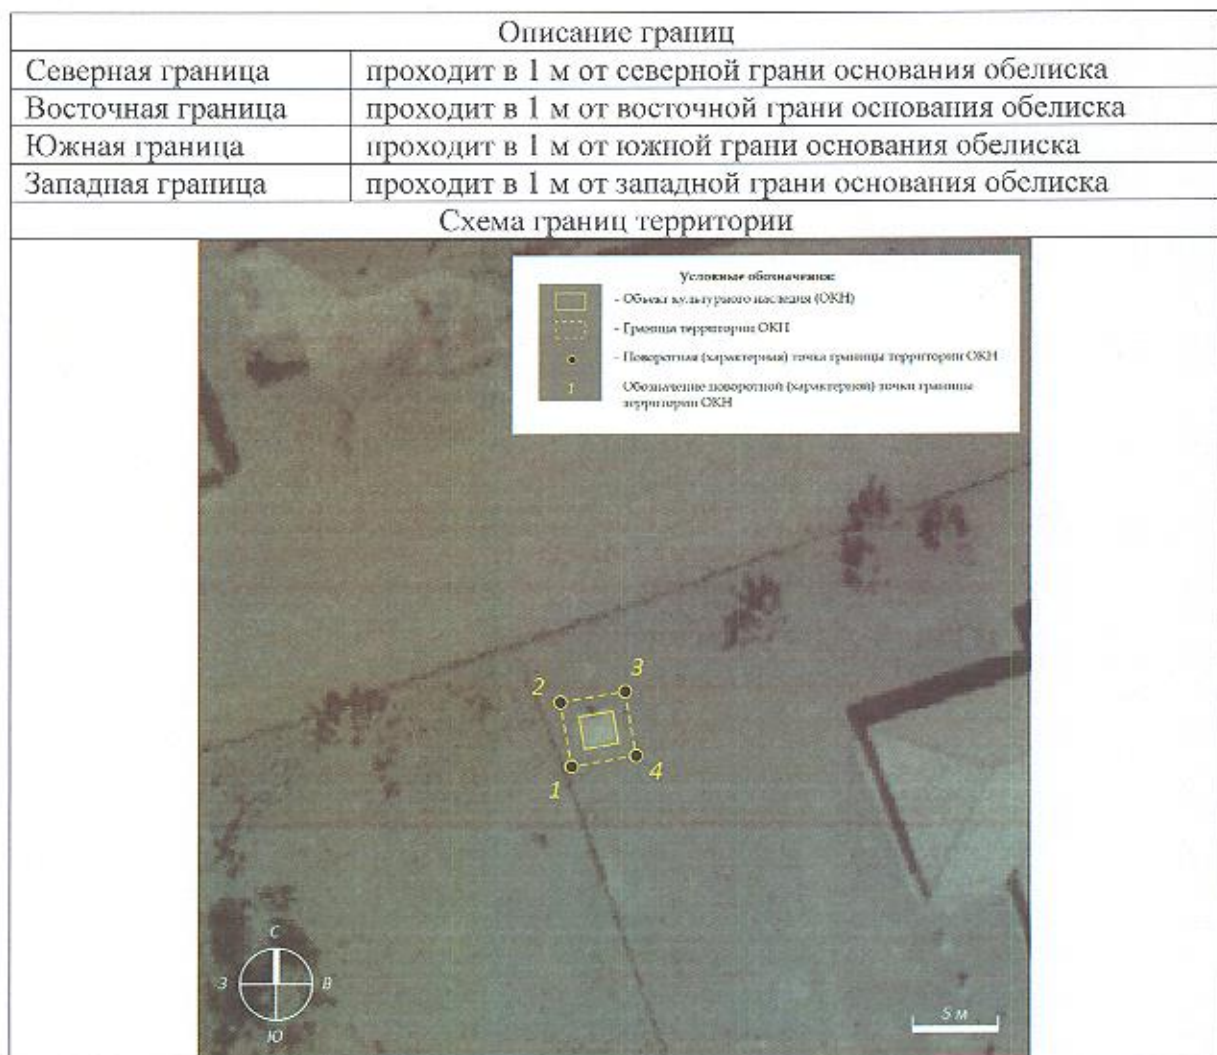 Описание границ
Северная граница проходит в 1 м от северной грани основания обелиска
Восточная граница проходит в 1 м от восточной грани основания обелиска
Южная граница проходит в 1 м от южной грани основания обелиска
Западная граница проходит в 1 м от западной грани основания обелиска
Схема границ территории
Условные обозначения:
- Объект культурного наследия (ОКН)
- Граница территории ОКН
- Поворотная (характерная) точка границы территории ОКН
1 Обозначение поворотной (характерной) точки границы
территории ОКН
3
2
4
1
С
З В
Ю
5 м